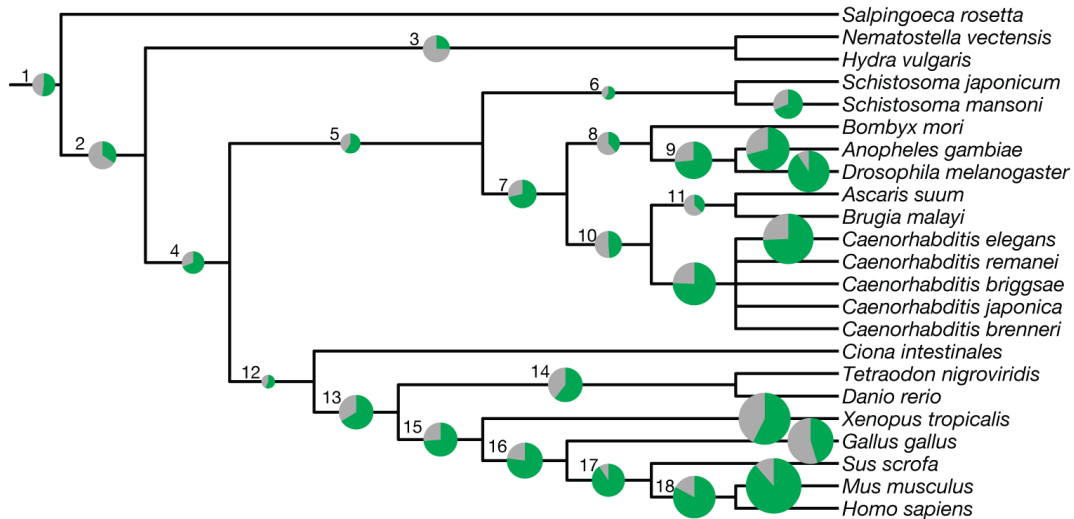 Salpingoeca rosetta
3 Nematostella vectensis
1 Hydra vulgaris
6 Schistosoma japonicum
Schistosoma mansoni
5 8 Bombyx mori
2 9 Anopheles gambiae
Drosophila melanogaster
7 11 Ascaris suum
Brugia malayi
10 Caenorhabditis elegans
4 Caenorhabditis remanei
Caenorhabditis briggsae
Caenorhabditis japonica
Caenorhabditis brenneri
Ciona intestinales
12 14 Tetraodon nigroviridis
13 Danio rerio
Xenopus tropicalis
15 Gallus gallus
16 17 Sus scrofa
18 Mus musculus
Homo sapiens